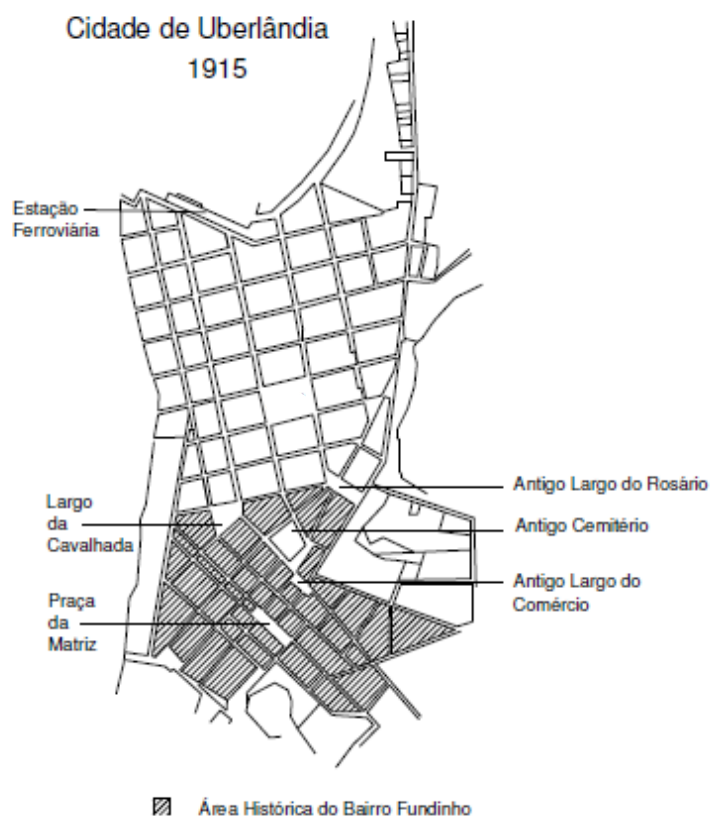 Cidade de Uberlândia
1915
Estação
Ferroviária
Largo
da
Cavalhada
Praça
da
Matriz
Antigo Largo do Rosário
Antigo Cemitério
Antigo Largo do
Comércio
Área Histórica do Bairro Fundinho